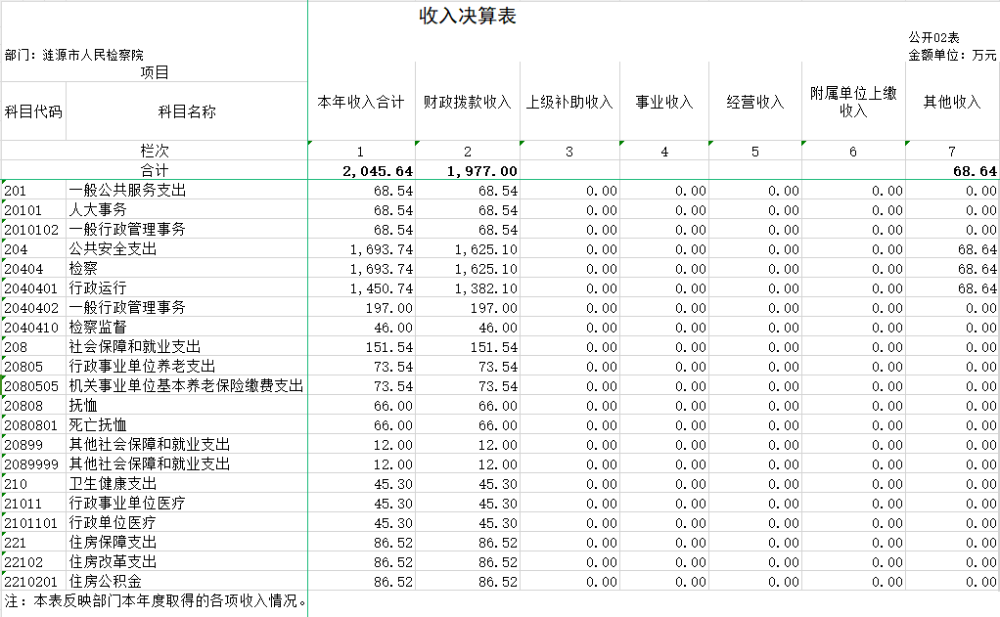 收入决算表
公开02表
部门：涟源市人民检察院 金额单位：万元
项目 本年收入合计 财政拨款收入 上级补助收入 事业收入 经营收入 附属单位上缴收入 其他收入
科目代码 科目名称
栏次 1 2 3 4 5 6 7
合计 2,045.64 1,977.00 68.64
201 一般公共服务支出 68.54 68.54 0.00 0.00 0.00 0.00 0.00
20101 人大事务 68.54 68.54 0.00 0.00 0.00 0.00 0.00
2010102 一般行政管理事务 68.54 68.54 0.00 0.00 0.00 0.00 0.00
204 公共安全支出 1,693.74 1,625.10 0.00 0.00 0.00 0.00 68.64
20404 检察 1,693.74 1,625.10 0.00 0.00 0.00 0.00 68.64
2040401 行政运行 1,450.74 1,382.10 0.00 0.00 0.00 0.00 68.64
2040402 一般行政管理事务 197.00 197.00 0.00 0.00 0.00 0.00 0.00
2040410 检察监督 46.00 46.00 0.00 0.00 0.00 0.00 0.00
208 社会保障和就业支出 151.54 151.54 0.00 0.00 0.00 0.00 0.00
20805 行政事业单位养老支出 73.54 73.54 0.00 0.00 0.00 0.00 0.00
2080505 机关事业单位基本养老保险缴费支出 73.54 73.54 0.00 0.00 0.00 0.00 0.00
20808 抚恤 66.00 66.00 0.00 0.00 0.00 0.00 0.00
2080801 死亡抚恤 66.00 66.00 0.00 0.00 0.00 0.00 0.00
20899 其他社会保障和就业支出 12.00 12.00 0.00 0.00 0.00 0.00 0.00
2089999 其他社会保障和就业支出 12.00 12.00 0.00 0.00 0.00 0.00 0.00
210 卫生健康支出 45.30 45.30 0.00 0.00 0.00 0.00 0.00
21011 行政事业单位医疗 45.30 45.30 0.00 0.00 0.00 0.00 0.00
2101101 行政单位医疗 45.30 45.30 0.00 0.00 0.00 0.00 0.00
221 住房保障支出 86.52 86.52 0.00 0.00 0.00 0.00 0.00
22102 住房改革支出 86.52 86.52 0.00 0.00 0.00 0.00 0.00
2210201 住房公积金 86.52 86.52 0.00 0.00 0.00 0.00 0.00
注：本表反映部门本年度取得的各项收入情况。